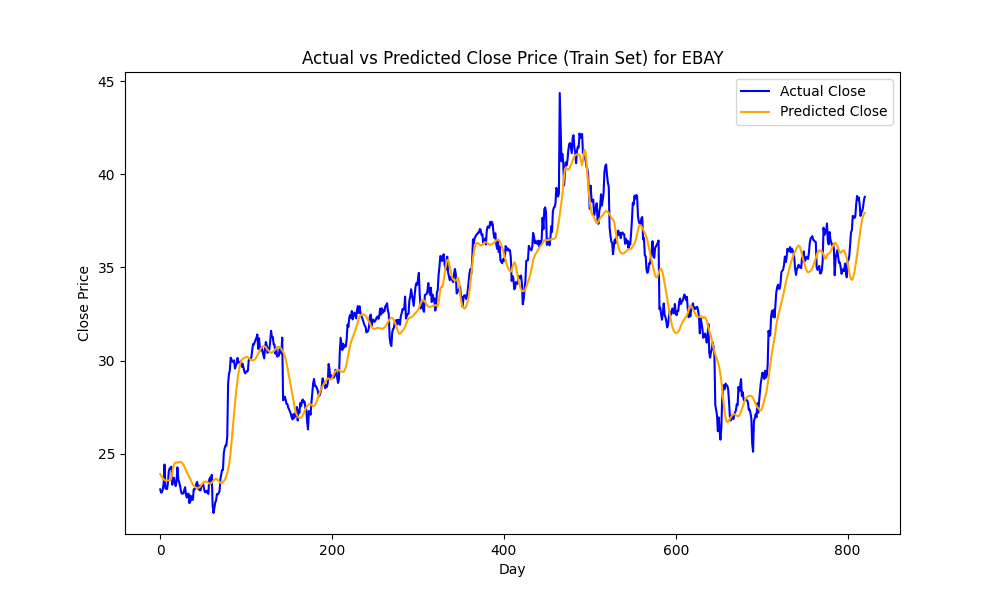 Actual vs Predicted Close Price (Train Set) for EBAY
Actual Close
Predicted Close
45
40
35
30
25
Close Price
0 200 400 600 800
Day